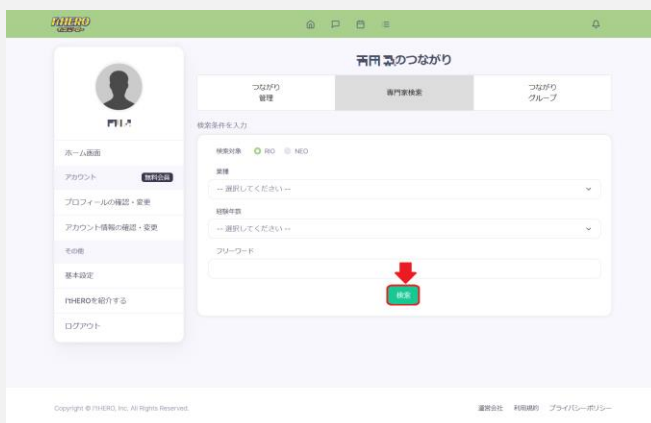 のつながり
つながり
管理
専門家検索
つながり
グループ
検索条件を入力
検索対象 RIO NEO
業種
-- 選択してください --
経験年数
-- 選択してください --
フリーワード
検索
ホーム画面
アカウント 無料会員
プロフィールの確認・変更
アカウント情報の確認・変更
その他
基本設定
I'tHEROを紹介する
ログアウト
Copyright © I'tHERO, Inc. All Rights Reserved.
運営会社 利用規約 プライバシーポリシー